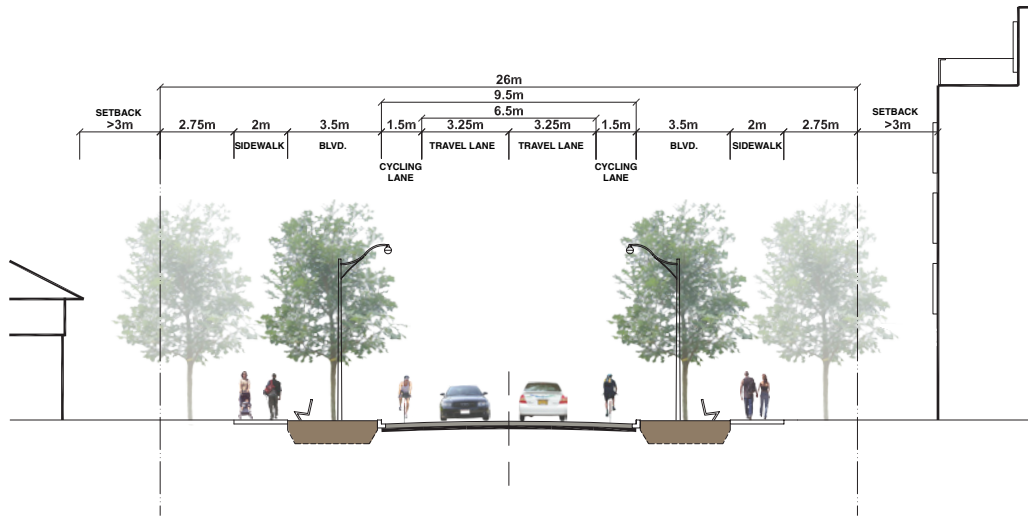 26m
9.5m
6.5m
SETBACK
>3m
2.75m
2m
3.5m
1.5m
3.25m
3.25m
1.5m
3.5m
2m
2.75m
SETBACK
>3m
SIDEWALK
BLVD.
CYCLING
LANE
TRAVEL LANE
TRAVEL LANE
CYCLING
LANE
BLVD.
SIDEWALK